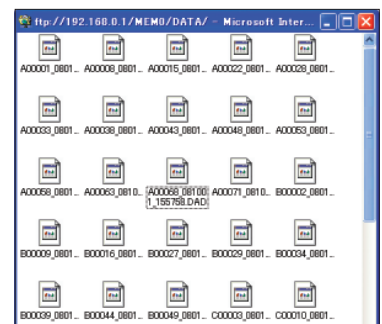 ftp://192.168.0.1/MEMO/DATA/ - Microsoft Inter...
A00001_0801... A00008_0801... A00015_0801... A00022_0801... A00028_0801...
A00033_0801... A00038_0801... A00043_0801... A00048_0801... A00053_0801...
A00058_0801... A00063_0810... A00068_08100 A00071_0810... B00002_0801...
1_155758.DAD
B00009_0801... B00016_0801... B00027_0801... B00029_0801... B00034_0801...
B00039_0801... B00044_0801... B00049_0801... C00003_0801... C00010_0801...